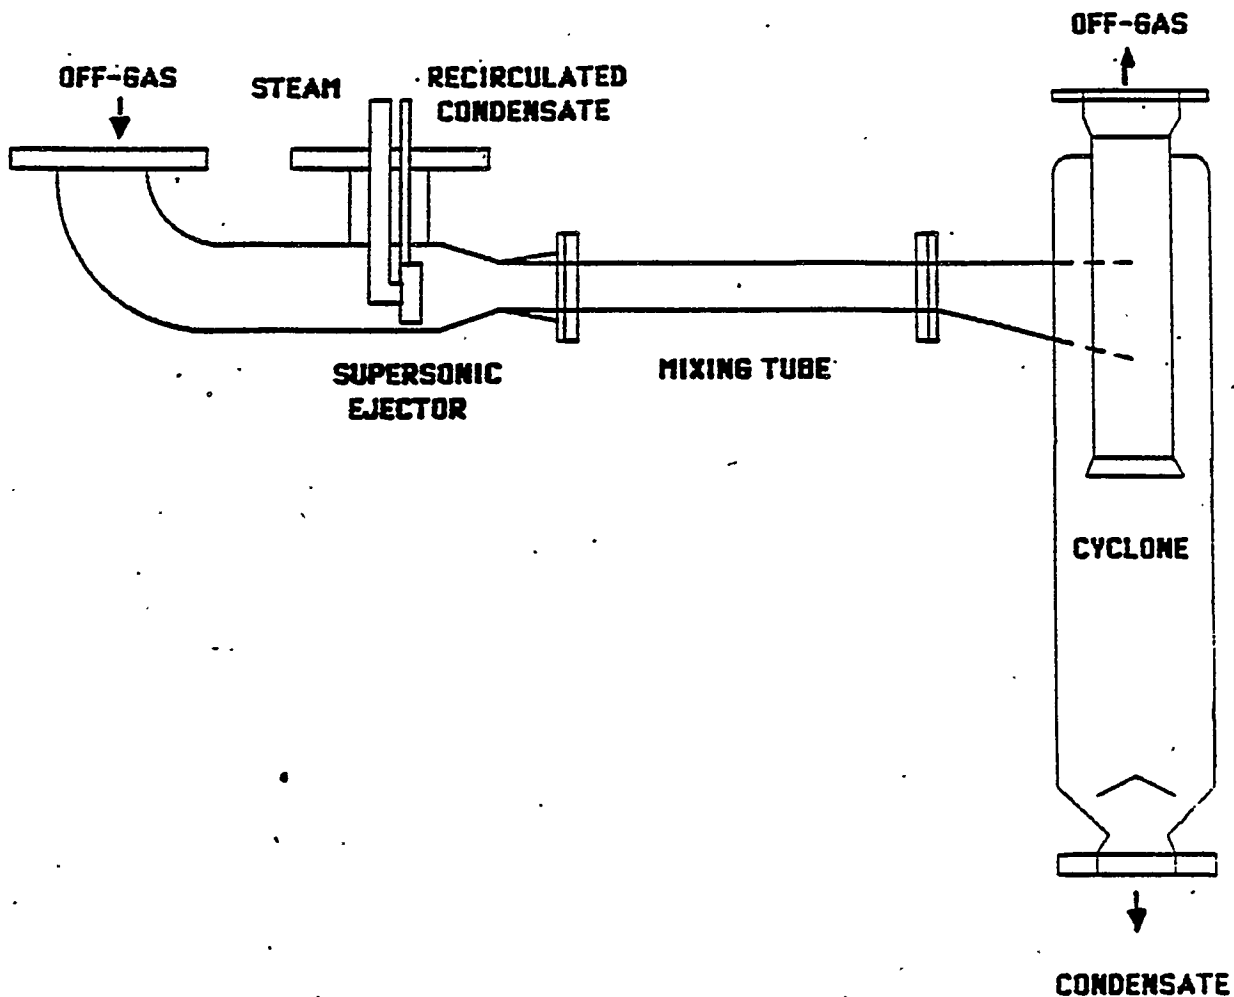 OFF-GAS
OFF-GAS
STEAM
RECIRCULATED
CONDENSATE
SUPERSONIC
EJECTOR
MIXING TUBE
CYCLONE
CONDENSATE